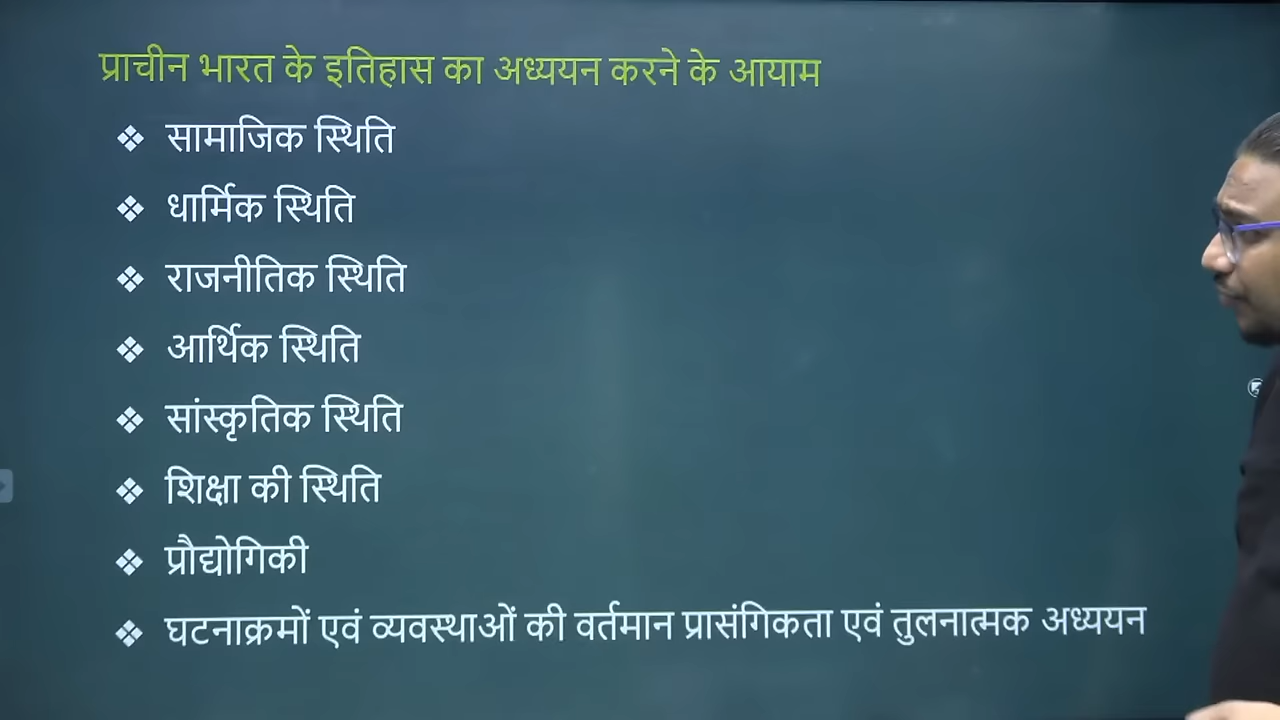 प्राचीन भारत के इतिहास का अध्ययन करने के आयाम
❖ सामाजिक स्थिति
❖ धार्मिक स्थिति
❖ राजनीतिक स्थिति
❖ आर्थिक स्थिति
❖ सांस्कृतिक स्थिति
❖ शिक्षा की स्थिति
❖ प्रौद्योगिकी
❖ घटनाक्रमों एवं व्यवस्थाओं की वर्तमान प्रासंगिकता एवं तुलनात्मक अध्ययन